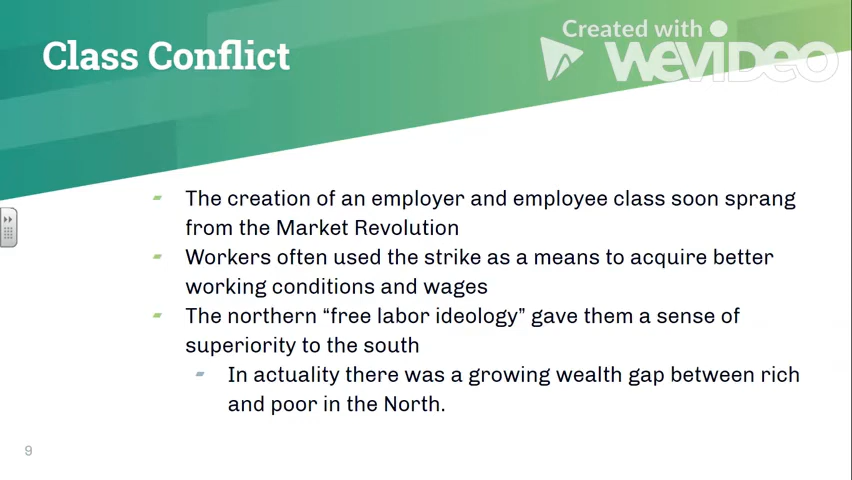 Created with
WEVIDEO
Class Conflict
The creation of an employer and employee class soon sprang
from the Market Revolution
Workers often used the strike as a means to acquire better
working conditions and wages
The northern “free labor ideology” gave them a sense of
superiority to the south
In actuality there was a growing wealth gap between rich
and poor in the North.
9